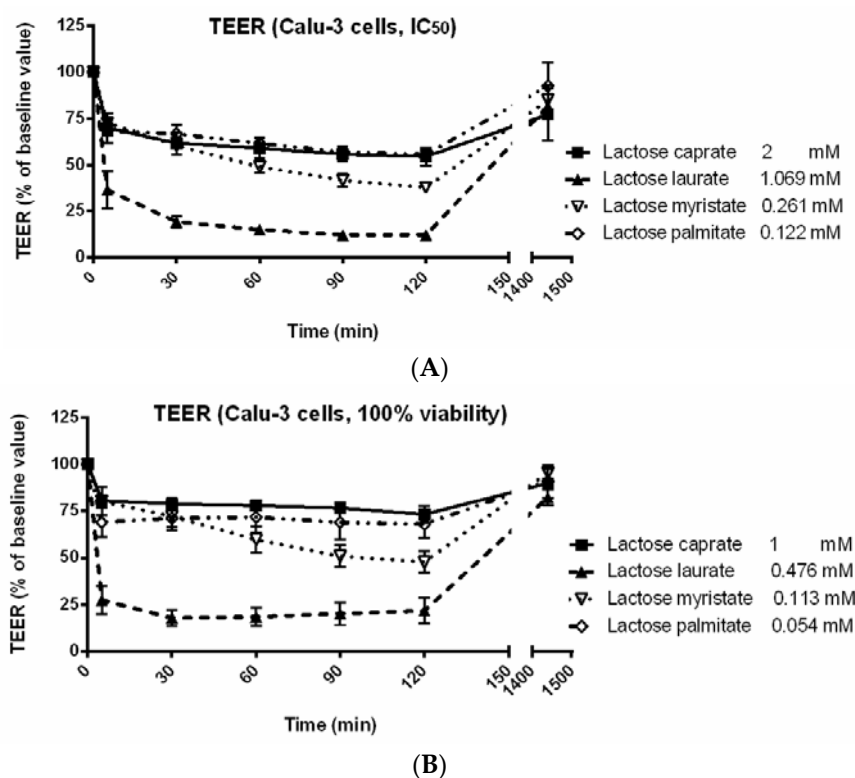 TEER (Calu-3 cells, IC50)
TEER (% of baseline value)
125
100
75
50
25
0
0
30
60
90
120
150
1400
1500
Time (min)
Lactose caprate 2 mM
Lactose laurate 1.069 mM
Lactose myristate 0.261 mM
Lactose palmitate 0.122 mM
(A)
TEER (Calu-3 cells, 100% viability)
TEER (% of baseline value)
125
100
75
50
25
0
0
30
60
90
120
150
1400
1500
Time (min)
Lactose caprate 1 mM
Lactose laurate 0.476 mM
Lactose myristate 0.113 mM
Lactose palmitate 0.054 mM
(B)